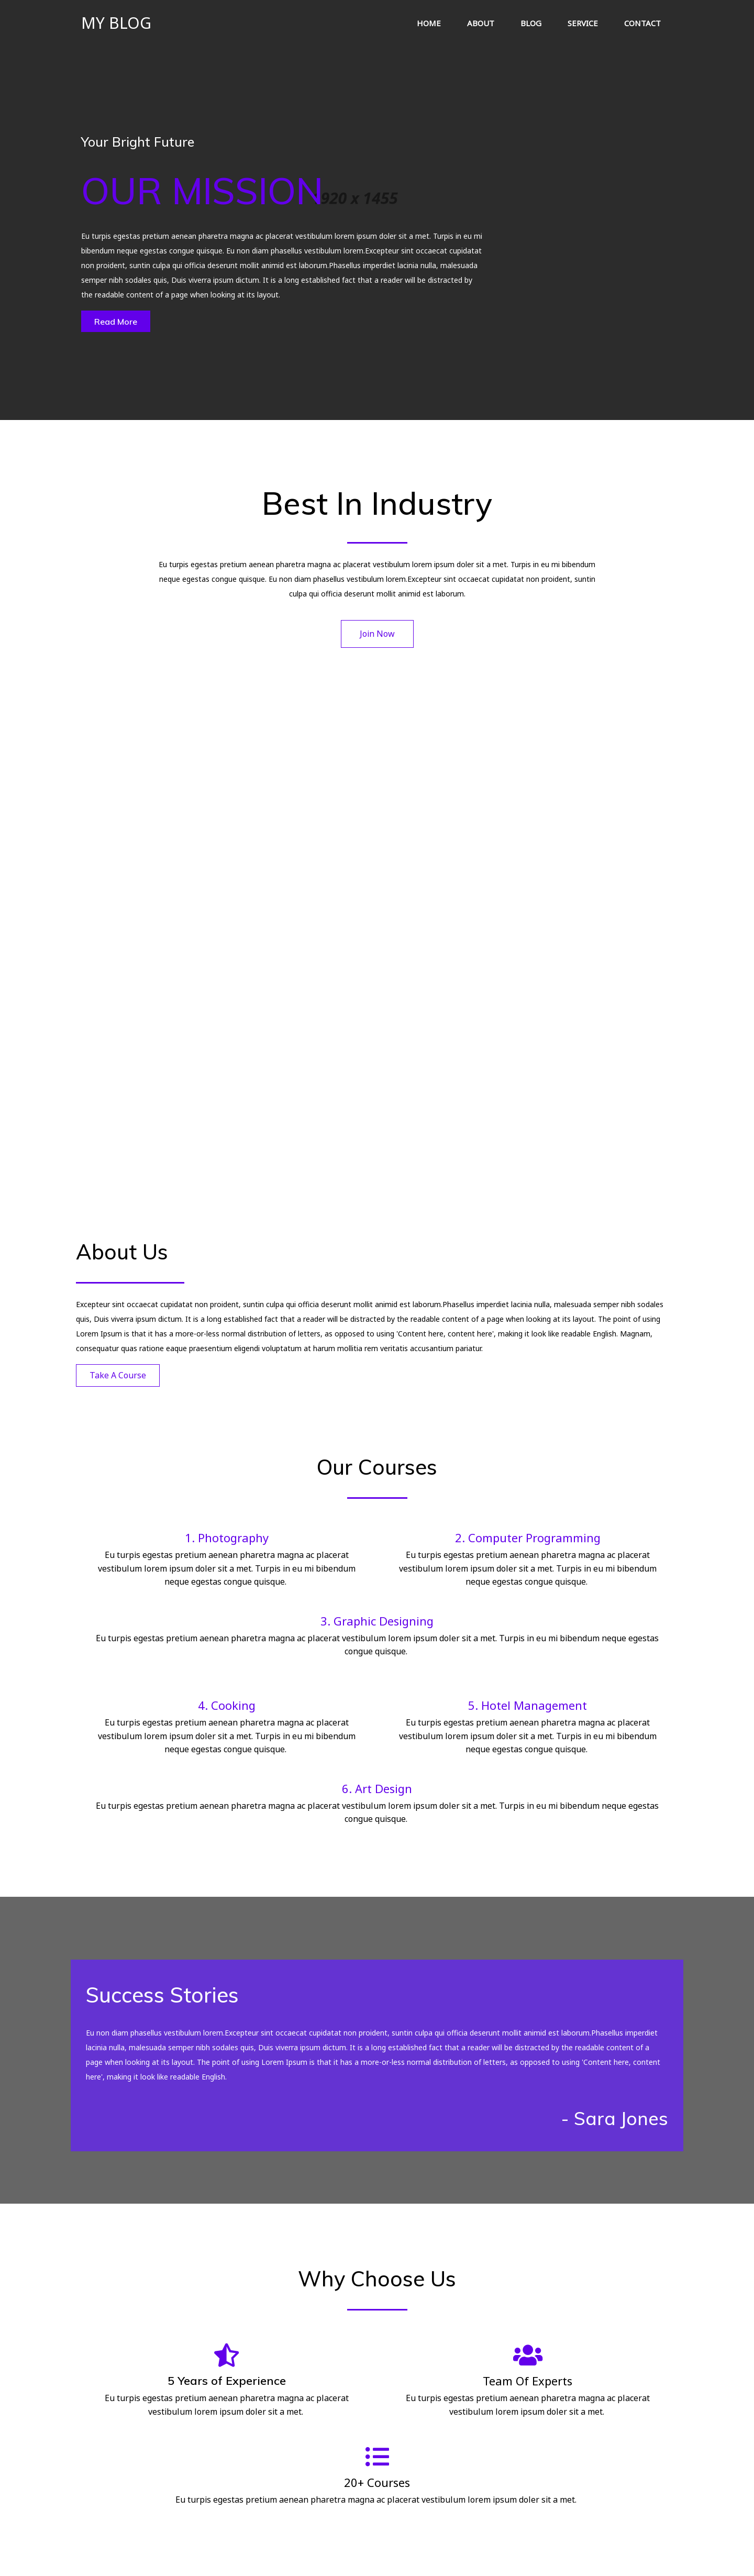 MY BLOG
HOME ABOUT BLOG SERVICE CONTACT
Your Bright Future
OUR MISSION
920 x 1455
Eu turpis egestas pretium aenean pharetra magna ac placerat vestibulum lorem ipsum doler sit a met. Turpis in eu mi
bibendum neque egestas congue quisque. Eu non diam phasellus vestibulum lorem.Excepteur sint occaecat cupidatat
non proident, suntin culpa qui officia deserunt mollit animid est laborum.Phasellus imperdiet lacinia nulla, malesuada
semper nibh sodales quis, Duis viverra ipsum dictum. It is a long established fact that a reader will be distracted by
the readable content of a page when looking at its layout.
Read More
Best In Industry
Eu turpis egestas pretium aenean pharetra magna ac placerat vestibulum lorem ipsum doler sit a met. Turpis in eu mi bibendum
neque egestas congue quisque. Eu non diam phasellus vestibulum lorem.Excepteur sint occaecat cupidatat non proident, suntin
culpa qui officia deserunt mollit animid est laborum.
Join Now
About Us
Excepteur sint occaecat cupidatat non proident, suntin culpa qui officia deserunt mollit animid est laborum.Phasellus imperdiet lacinia nulla, malesuada semper nibh sodales
quis, Duis viverra ipsum dictum. It is a long established fact that a reader will be distracted by the readable content of a page when looking at its layout. The point of using
Lorem Ipsum is that it has a more-or-less normal distribution of letters, as opposed to using 'Content here, content here', making it look like readable English. Magnam,
consequatur quas ratione eaque praesentium eligendi voluptatum at harum mollitia rem veritatis accusantium pariatur.
Take A Course
Our Courses
1. Photography
Eu turpis egestas pretium aenean pharetra magna ac placerat
vestibulum lorem ipsum doler sit a met. Turpis in eu mi bibendum
neque egestas congue quisque.
2. Computer Programming
Eu turpis egestas pretium aenean pharetra magna ac placerat
vestibulum lorem ipsum doler sit a met. Turpis in eu mi bibendum
neque egestas congue quisque.
3. Graphic Designing
Eu turpis egestas pretium aenean pharetra magna ac placerat vestibulum lorem ipsum doler sit a met. Turpis in eu mi bibendum neque egestas
congue quisque.
4. Cooking
Eu turpis egestas pretium aenean pharetra magna ac placerat
vestibulum lorem ipsum doler sit a met. Turpis in eu mi bibendum
neque egestas congue quisque.
5. Hotel Management
Eu turpis egestas pretium aenean pharetra magna ac placerat
vestibulum lorem ipsum doler sit a met. Turpis in eu mi bibendum
neque egestas congue quisque.
6. Art Design
Eu turpis egestas pretium aenean pharetra magna ac placerat vestibulum lorem ipsum doler sit a met. Turpis in eu mi bibendum neque egestas
congue quisque.
Success Stories
Eu non diam phasellus vestibulum lorem.Excepteur sint occaecat cupidatat non proident, suntin culpa qui officia deserunt mollit animid est laborum.Phasellus imperdiet
lacinia nulla, malesuada semper nibh sodales quis, Duis viverra ipsum dictum. It is a long established fact that a reader will be distracted by the readable content of a
page when looking at its layout. The point of using Lorem Ipsum is that it has a more-or-less normal distribution of letters, as opposed to using 'Content here, content
here', making it look like readable English.
- Sara Jones
Why Choose Us
5 Years of Experience
Eu turpis egestas pretium aenean pharetra magna ac placerat
vestibulum lorem ipsum doler sit a met.
Team Of Experts
Eu turpis egestas pretium aenean pharetra magna ac placerat
vestibulum lorem ipsum doler sit a met.
20+ Courses
Eu turpis egestas pretium aenean pharetra magna ac placerat vestibulum lorem ipsum doler sit a met.